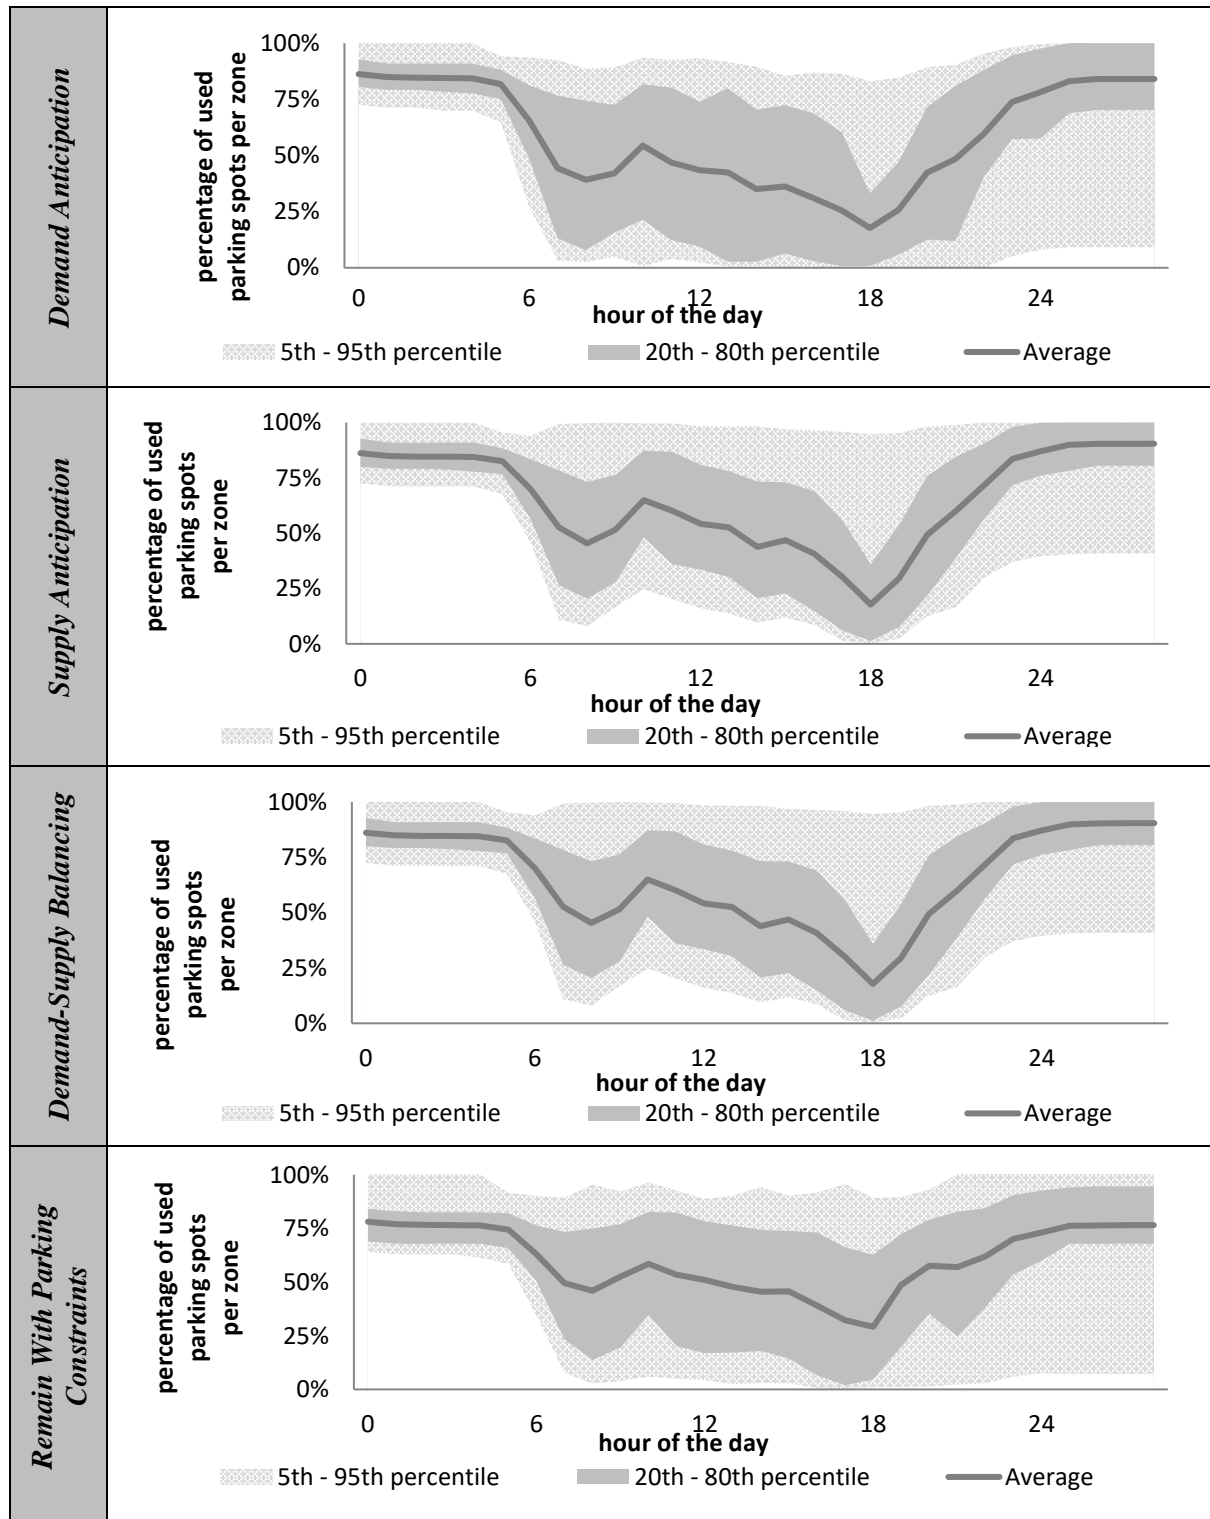 Demand Anticipation
percentage of used
parking spots per zone
100%
75%
50%
25%
0%
0 6 12 18 24
hour of the day
5th - 95th percentile 20th - 80th percentile Average
Supply Anticipation
percentage of used
parking spots
per zone
100%
75%
50%
25%
0%
0 6 12 18 24
hour of the day
5th - 95th percentile 20th - 80th percentile Average
Demand-Supply Balancing
percentage of used
parking spots
per zone
100%
75%
50%
25%
0%
0 6 12 18 24
hour of the day
5th - 95th percentile 20th - 80th percentile Average
Remain With Parking
Constraints
percentage of used
parking spots
per zone
100%
75%
50%
25%
0%
0 6 12 18 24
hour of the day
5th - 95th percentile 20th - 80th percentile Average